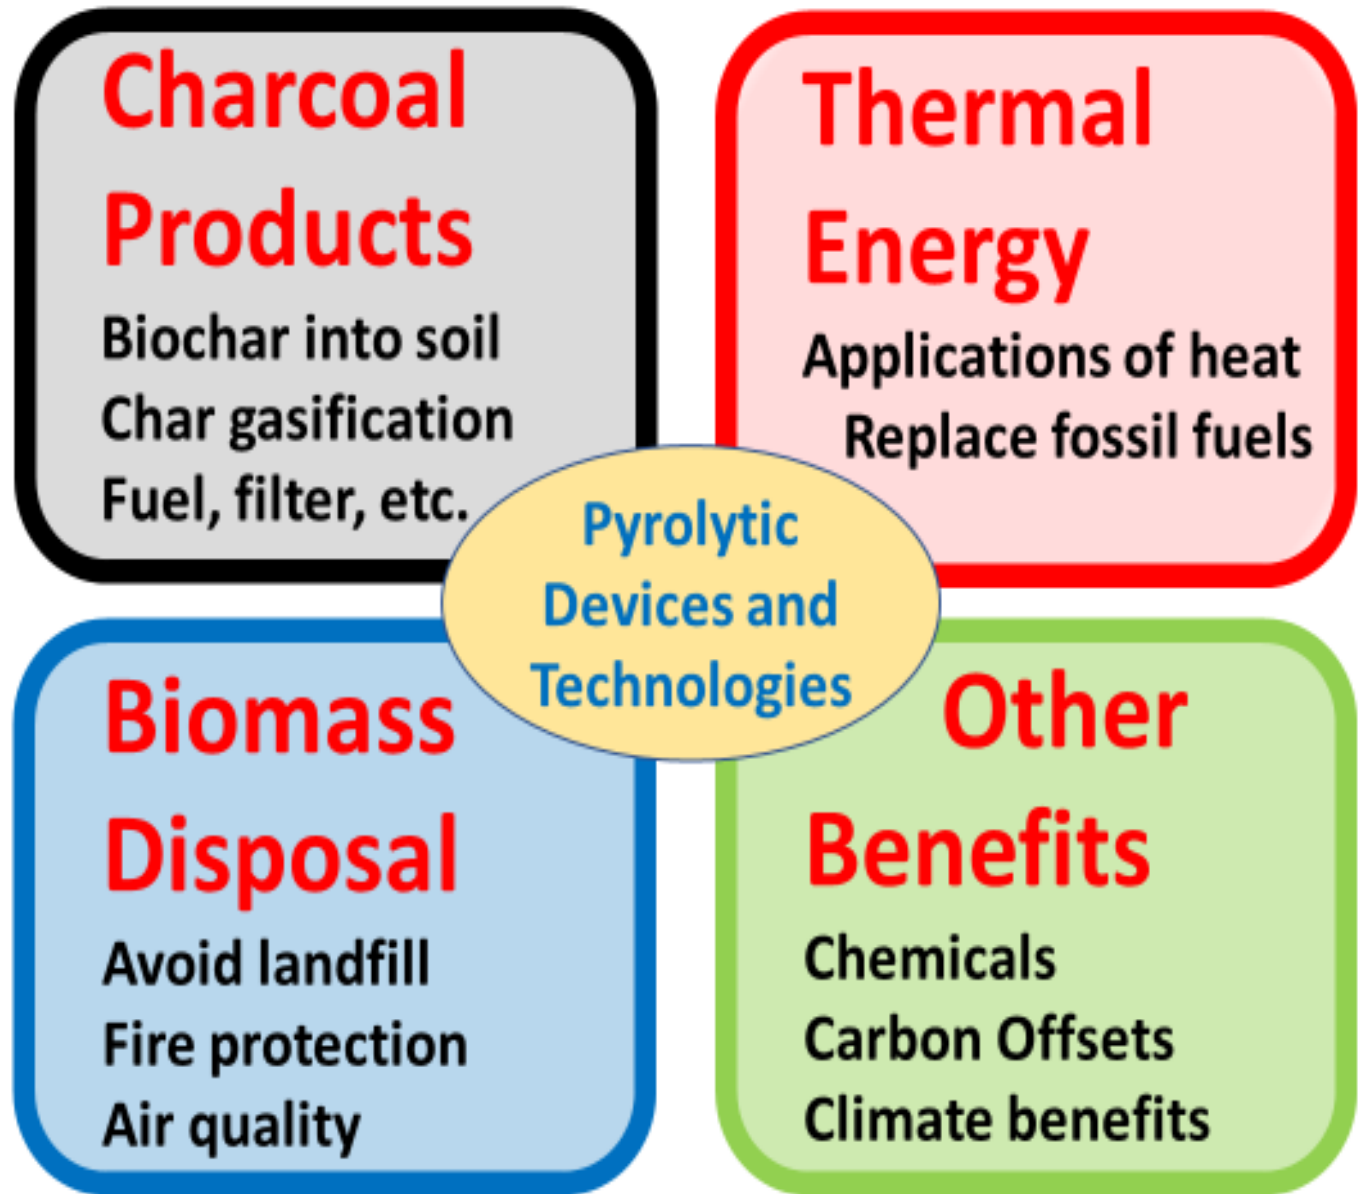 Charcoal
Products
Biochar into soil
Char gasification
Fuel, filter, etc.
Thermal
Energy
Applications of heat
Replace fossil fuels
Pyrolytic
Devices and
Technologies
Biomass
Disposal
Avoid landfill
Fire protection
Air quality
Other
Benefits
Chemicals
Carbon Offsets
Climate benefits